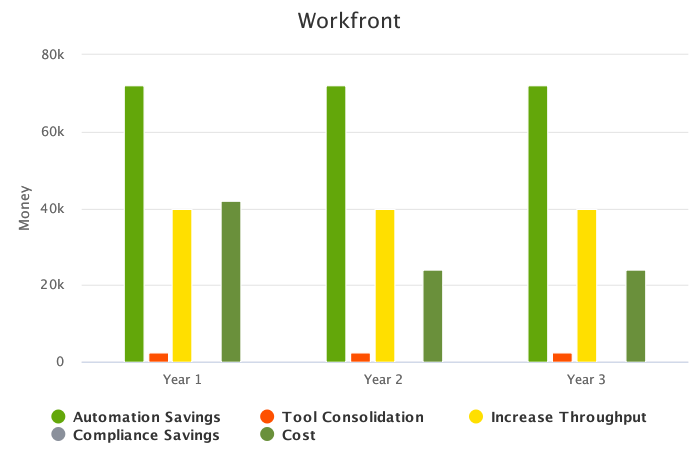 Workfront
80k
60k
40k
20k
0
Money
Year 1 Year 2 Year 3
Automation Savings Tool Consolidation Increase Throughput
Compliance Savings Cost